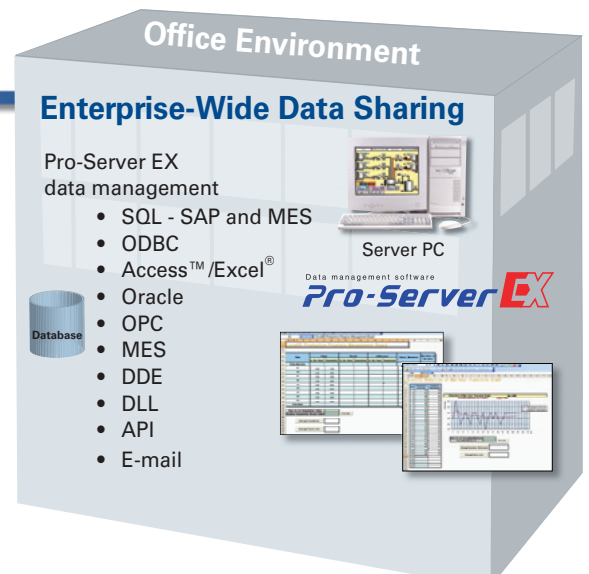 Office Environment
Enterprise-Wide Data Sharing
Pro-Server EX
data management
• SQL - SAP and MES
• ODBC
• Access™/Excel®
• Oracle
• OPC
• MES
• DDE
• DLL
• API
• E-mail
Database
Server PC
Data management software
Pro-Server EX